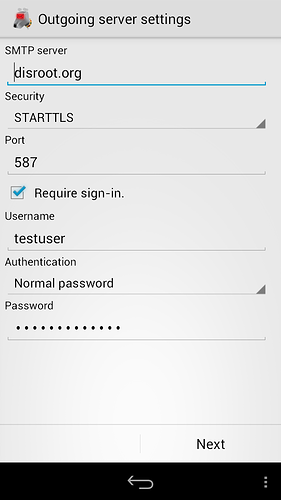 Outgoing server settings
SMTP server
disroot.org
Security
STARTTLS
Port
587
Require sign-in.
Username
testuser
Authentication
Normal password
Password
•••••••••••••
Next